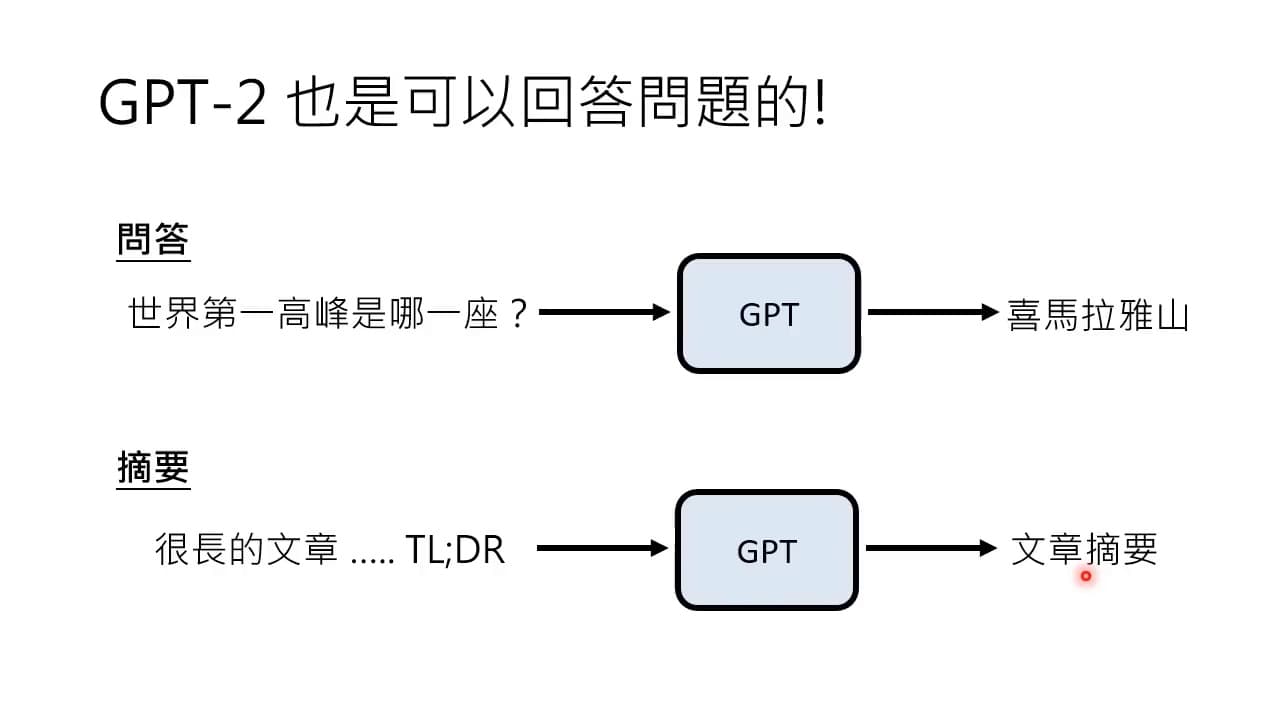 GPT-2 也是可以回答問題的!
問答
世界第一高峰是哪一座？
GPT
喜馬拉雅山
摘要
很長的文章 ..... TL;DR
GPT
文章摘要